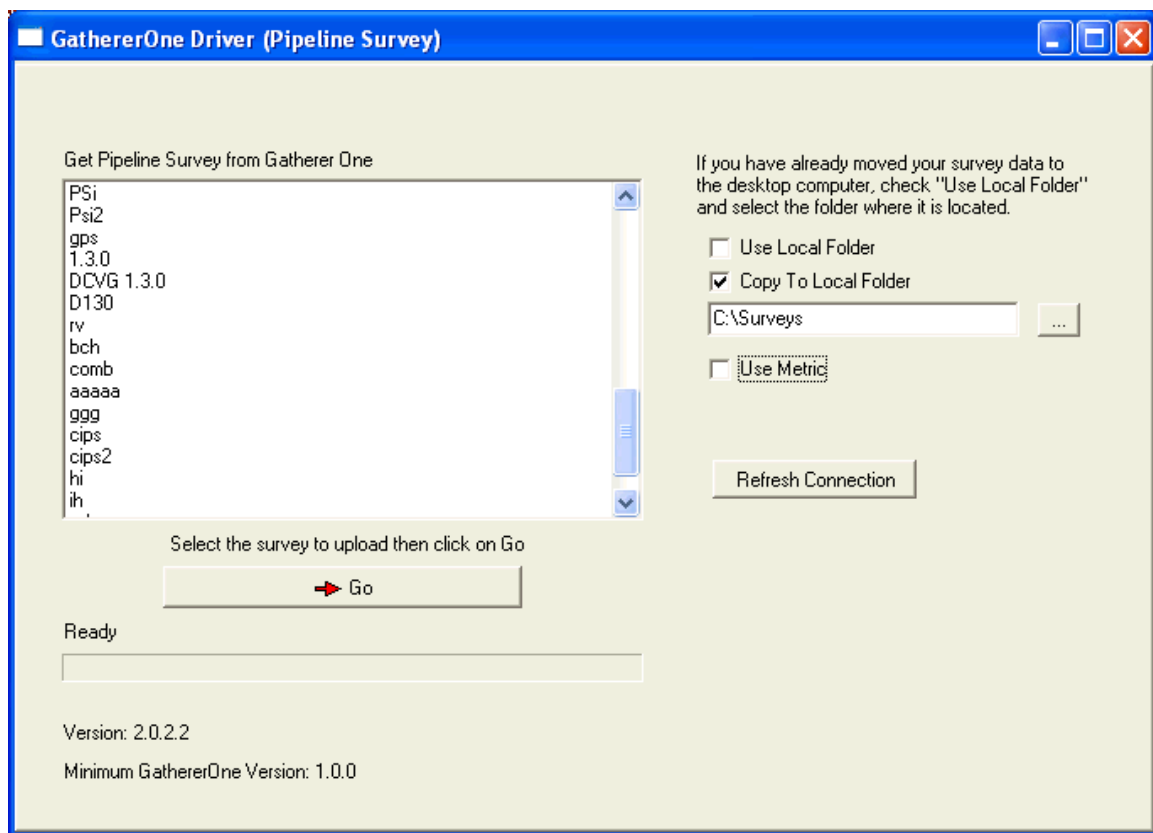 GathererOne Driver (Pipeline Survey)
Get Pipeline Survey from Gatherer One
PSi
Psi2
gps
1.3.0
DCVG 1.3.0
D130
rv
bch
comb
aaaaa
ggg
cips
cips2
hi
ih
Select the survey to upload then click on Go
Go
Ready
Version: 2.0.2.2
Minimum GathererOne Version: 1.0.0
If you have already moved your survey data to
the desktop computer, check "Use Local Folder"
and select the folder where it is located.
Use Local Folder
Copy To Local Folder
C:\Surveys
...
Use Metric
Refresh Connection